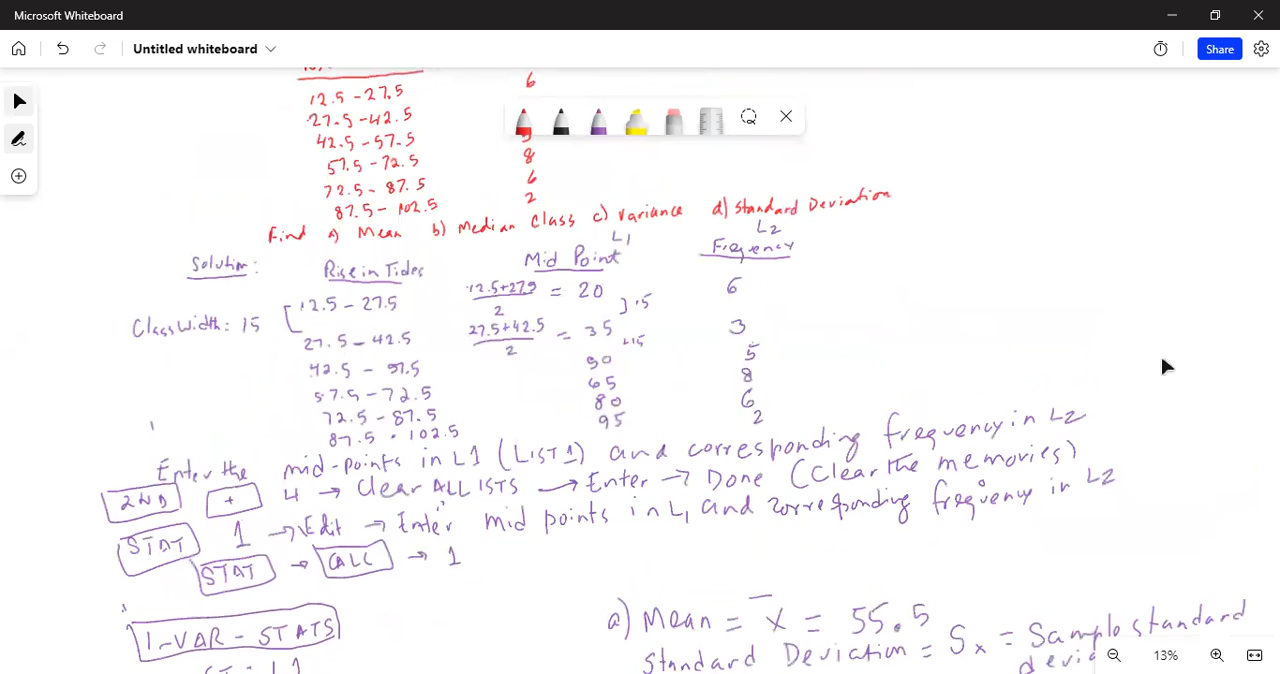 Microsoft Whiteboard
Untitled whiteboard
Share
12.5 - 27.5 6
27.5 - 42.5
42.5 - 57.5
57.5 - 72.5 8
72.5 - 87.5 6
87.5 - 102.5 2
Find a) Mean b) Median Class c) Variance d) Standard Deviation
Solution: Rise in Tides Mid Point L1 Frequency L2
12.5 - 27.5 12.5+27.5 / 2 = 20 6
Class Width: 15 } 15
27.5 - 42.5 27.5+42.5 / 2 = 35 3
+15
42.5 - 57.5 50 5
57.5 - 72.5 65 8
72.5 - 87.5 80 6
87.5 - 102.5 95 2
Enter the mid-points in L1 (LIST1) and corresponding frequency in L2
2ND + 4 → Clear ALL LISTS → Enter → Done (Clear the memories)
STAT 1 → Edit → Enter mid points in L1 and corresponding frequency in L2
STAT → CALC → 1
1-VAR-STATS
a) Mean = x̄ = 55.5
Standard Deviation = Sx = Sample standard
13%